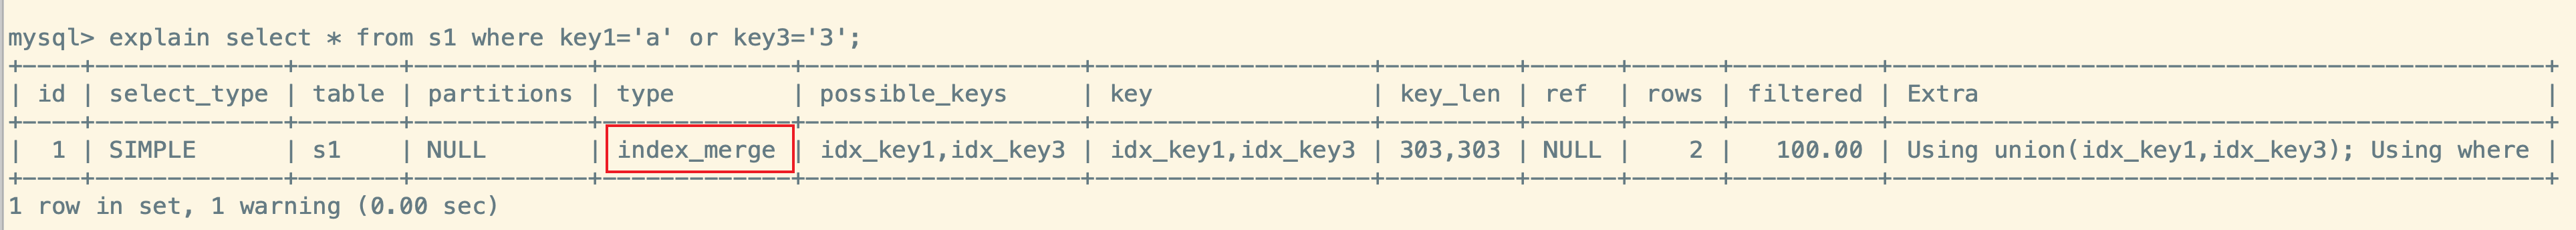 mysql> explain select * from s1 where key1='a' or key3='3';
+----+-------------+-------+------------+-------------+-------------------+-------------------+---------+------+------+----------+---------------------------------------------+
| id | select_type | table | partitions | type        | possible_keys     | key               | key_len | ref  | rows | filtered | Extra                                       |
+----+-------------+-------+------------+-------------+-------------------+-------------------+---------+------+------+----------+---------------------------------------------+
|  1 | SIMPLE      | s1    | NULL       | index_merge | idx_key1,idx_key3 | idx_key1,idx_key3 | 303,303 | NULL |    2 |   100.00 | Using union(idx_key1,idx_key3); Using where |
+----+-------------+-------+------------+-------------+-------------------+-------------------+---------+------+------+----------+---------------------------------------------+
1 row in set, 1 warning (0.00 sec)